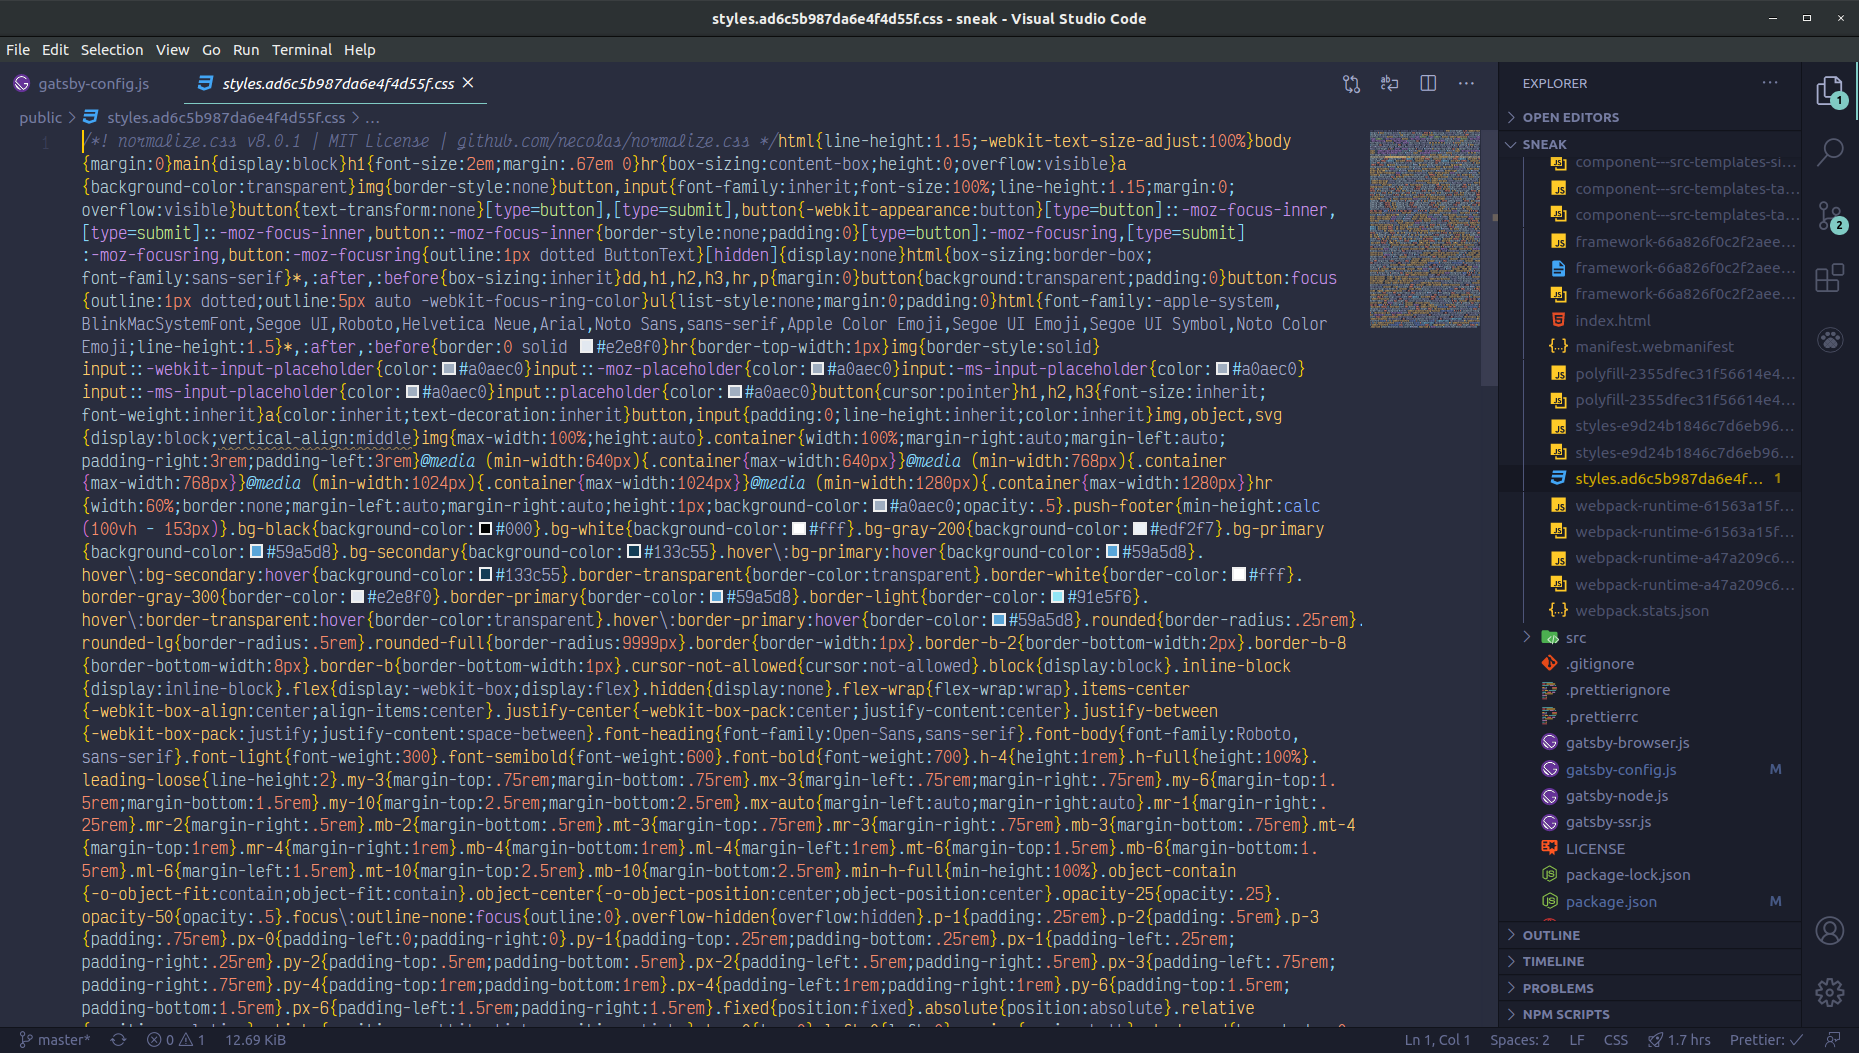 styles.ad6c5b987da6e4f4d55f.css - sneak - Visual Studio Code
File Edit Selection View Go Run Terminal Help
gatsby-config.js
styles.ad6c5b987da6e4f4d55f.css
public > styles.ad6c5b987da6e4f4d55f.css > ...
1
/*! normalize.css v8.0.1 | MIT License | github.com/necolas/normalize.css */html{line-height:1.15;-webkit-text-size-adjust:100%}body
{margin:0}main{display:block}h1{font-size:2em;margin:.67em 0}hr{box-sizing:content-box;height:0;overflow:visible}a
{background-color:transparent}img{border-style:none}button,input{font-family:inherit;font-size:100%;line-height:1.15;margin:0;
overflow:visible}button{text-transform:none}[type=button],[type=submit],button{-webkit-appearance:button}[type=button]::-moz-focus-inner,
[type=submit]::-moz-focus-inner,button::-moz-focus-inner{border-style:none;padding:0}[type=button]:-moz-focusring,[type=submit]
:-moz-focusring,button:-moz-focusring{outline:1px dotted ButtonText}[hidden]{display:none}html{box-sizing:border-box;
font-family:sans-serif}*,:after,:before{box-sizing:inherit}dd,h1,h2,h3,hr,p{margin:0}button{background:transparent;padding:0}button:focus
{outline:1px dotted;outline:5px auto -webkit-focus-ring-color}ul{list-style:none;margin:0;padding:0}html{font-family:-apple-system,
BlinkMacSystemFont,Segoe UI,Roboto,Helvetica Neue,Arial,Noto Sans,sans-serif,Apple Color Emoji,Segoe UI Emoji,Segoe UI Symbol,Noto Color
Emoji;line-height:1.5}*,:after,:before{border:0 solid #e2e8f0}hr{border-top-width:1px}img{border-style:solid}
input::-webkit-input-placeholder{color:#a0aec0}input::-moz-placeholder{color:#a0aec0}input:-ms-input-placeholder{color:#a0aec0}
input::-ms-input-placeholder{color:#a0aec0}input::placeholder{color:#a0aec0}button{cursor:pointer}h1,h2,h3{font-size:inherit;
font-weight:inherit}a{color:inherit;text-decoration:inherit}button,input{padding:0;line-height:inherit;color:inherit}img,object,svg
{display:block;vertical-align:middle}img{max-width:100%;height:auto}.container{width:100%;margin-right:auto;margin-left:auto;
padding-right:3rem;padding-left:3rem}@media (min-width:640px){.container{max-width:640px}}@media (min-width:768px){.container
{max-width:768px}}@media (min-width:1024px){.container{max-width:1024px}}@media (min-width:1280px){.container{max-width:1280px}}hr
{width:60%;border:none;margin-left:auto;margin-right:auto;height:1px;background-color:#a0aec0;opacity:.5}.push-footer{min-height:calc
(100vh - 153px)}.bg-black{background-color:#000}.bg-white{background-color:#fff}.bg-gray-200{background-color:#edf2f7}.bg-primary
{background-color:#59a5d8}.bg-secondary{background-color:#133c55}.hover\:bg-primary:hover{background-color:#59a5d8}.
hover\:bg-secondary:hover{background-color:#133c55}.border-transparent{border-color:transparent}.border-white{border-color:#fff}.
border-gray-300{border-color:#e2e8f0}.border-primary{border-color:#59a5d8}.border-light{border-color:#91e5f6}.
hover\:border-transparent:hover{border-color:transparent}.hover\:border-primary:hover{border-color:#59a5d8}.rounded{border-radius:.25rem}.
rounded-lg{border-radius:.5rem}.rounded-full{border-radius:9999px}.border{border-width:1px}.border-b-2{border-bottom-width:2px}.border-b-8
{border-bottom-width:8px}.border-b{border-bottom-width:1px}.cursor-not-allowed{cursor:not-allowed}.block{display:block}.inline-block
{display:inline-block}.flex{display:-webkit-box;display:flex}.hidden{display:none}.flex-wrap{flex-wrap:wrap}.items-center
{-webkit-box-align:center;align-items:center}.justify-center{-webkit-box-pack:center;justify-content:center}.justify-between
{-webkit-box-pack:justify;justify-content:space-between}.font-heading{font-family:Open-Sans,sans-serif}.font-body{font-family:Roboto,
sans-serif}.font-light{font-weight:300}.font-semibold{font-weight:600}.font-bold{font-weight:700}.h-4{height:1rem}.h-full{height:100%}.
leading-loose{line-height:2}.my-3{margin-top:.75rem;margin-bottom:.75rem}.mx-3{margin-left:.75rem;margin-right:.75rem}.my-6{margin-top:1.
5rem;margin-bottom:1.5rem}.my-10{margin-top:2.5rem;margin-bottom:2.5rem}.mx-auto{margin-left:auto;margin-right:auto}.mr-1{margin-right:.
25rem}.mr-2{margin-right:.5rem}.mb-2{margin-bottom:.5rem}.mt-3{margin-top:.75rem}.mr-3{margin-right:.75rem}.mb-3{margin-bottom:.75rem}.mt-4
{margin-top:1rem}.mr-4{margin-right:1rem}.mb-4{margin-bottom:1rem}.ml-4{margin-left:1rem}.mt-6{margin-top:1.5rem}.mb-6{margin-bottom:1.
5rem}.ml-6{margin-left:1.5rem}.mt-10{margin-top:2.5rem}.mb-10{margin-bottom:2.5rem}.min-h-full{min-height:100%}.object-contain
{-o-object-fit:contain;object-fit:contain}.object-center{-o-object-position:center;object-position:center}.opacity-25{opacity:.25}.
opacity-50{opacity:.5}.focus\:outline-none:focus{outline:0}.overflow-hidden{overflow:hidden}.p-1{padding:.25rem}.p-2{padding:.5rem}.p-3
{padding:.75rem}.px-0{padding-left:0;padding-right:0}.py-1{padding-top:.25rem;padding-bottom:.25rem}.px-1{padding-left:.25rem;
padding-right:.25rem}.py-2{padding-top:.5rem;padding-bottom:.5rem}.px-2{padding-left:.5rem;padding-right:.5rem}.px-3{padding-left:.75rem;
padding-right:.75rem}.py-4{padding-top:1rem;padding-bottom:1rem}.px-4{padding-left:1rem;padding-right:1rem}.py-6{padding-top:1.5rem;
padding-bottom:1.5rem}.px-6{padding-left:1.5rem;padding-right:1.5rem}.fixed{position:fixed}.absolute{position:absolute}.relative
EXPLORER
OPEN EDITORS
SNEAK
component---src-templates-si...
component---src-templates-ta...
component---src-templates-ta...
framework-66a826f0c2f2aee...
framework-66a826f0c2f2aee...
framework-66a826f0c2f2aee...
index.html
manifest.webmanifest
polyfill-2355dfec31f56614e4...
polyfill-2355dfec31f56614e4...
styles-e9d24b1846c7d6eb96...
styles-e9d24b1846c7d6eb96...
styles.ad6c5b987da6e4f... 1
webpack-runtime-61563a15f...
webpack-runtime-61563a15f...
webpack-runtime-a47a209c6...
webpack-runtime-a47a209c6...
webpack.stats.json
src
.gitignore
.prettierignore
.prettierrc
gatsby-browser.js
gatsby-config.js M
gatsby-node.js
gatsby-ssr.js
LICENSE
package-lock.json
package.json M
OUTLINE
TIMELINE
PROBLEMS
NPM SCRIPTS
1
2
master* 0 1 12.69 KiB
Ln 1, Col 1 Spaces: 2 LF CSS 1.7 hrs Prettier: ✓